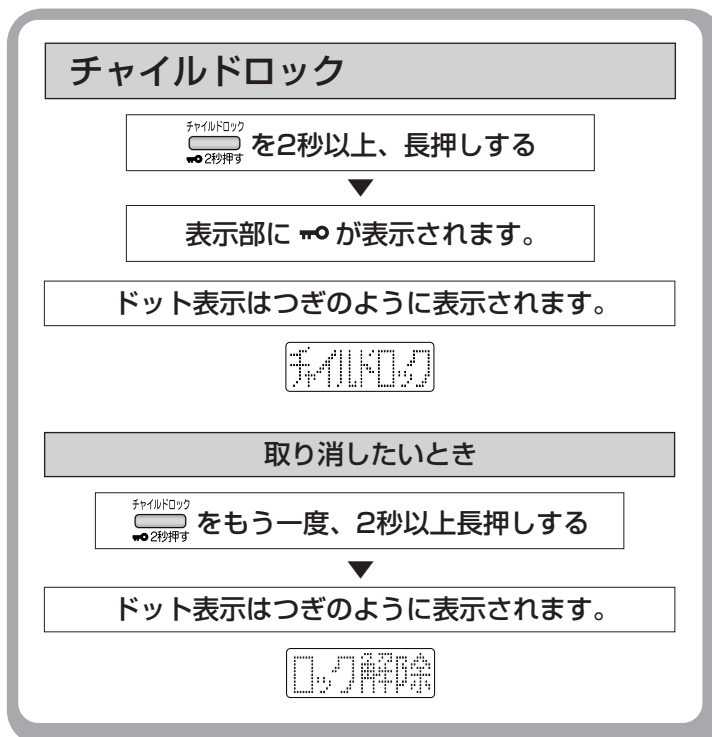 チャイルドロック
チャイルドロック
2秒押す を2秒以上、長押しする
表示部に が表示されます。
ドット表示はつぎのように表示されます。
チャイルドロック
取り消したいとき
チャイルドロック
2秒押す をもう一度、2秒以上長押しする
ドット表示はつぎのように表示されます。
ロック解除